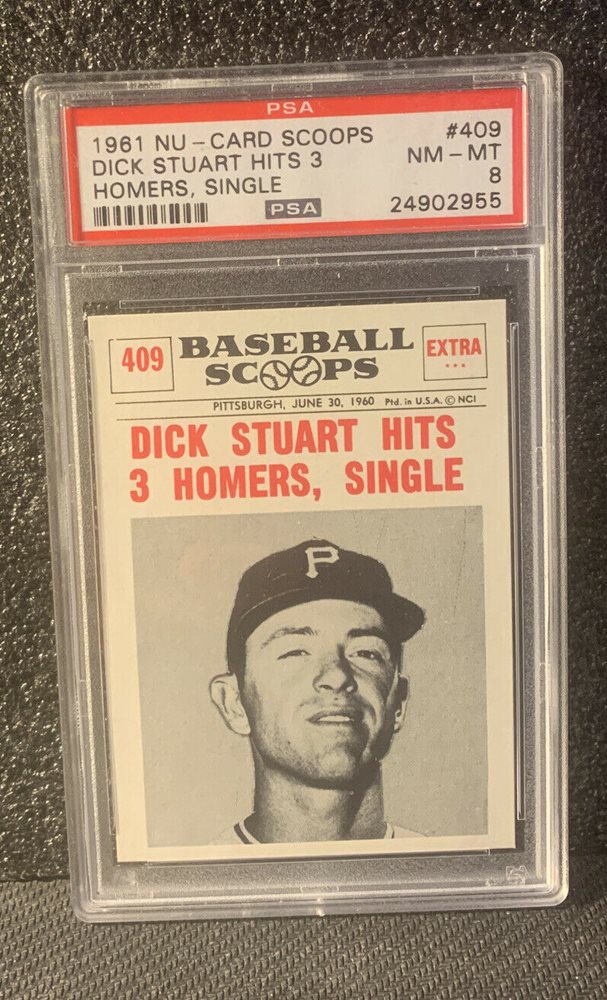 PSA
1961 NU-CARD SCOOPS #409
DICK STUART HITS 3 NM-MT
HOMERS, SINGLE 8
PSA 24902955
409 BASEBALL EXTRA
SCOOPS
PITTSBURGH, JUNE 30, 1960 Ptd. in U.S.A. © NCI
DICK STUART HITS
3 HOMERS, SINGLE
P